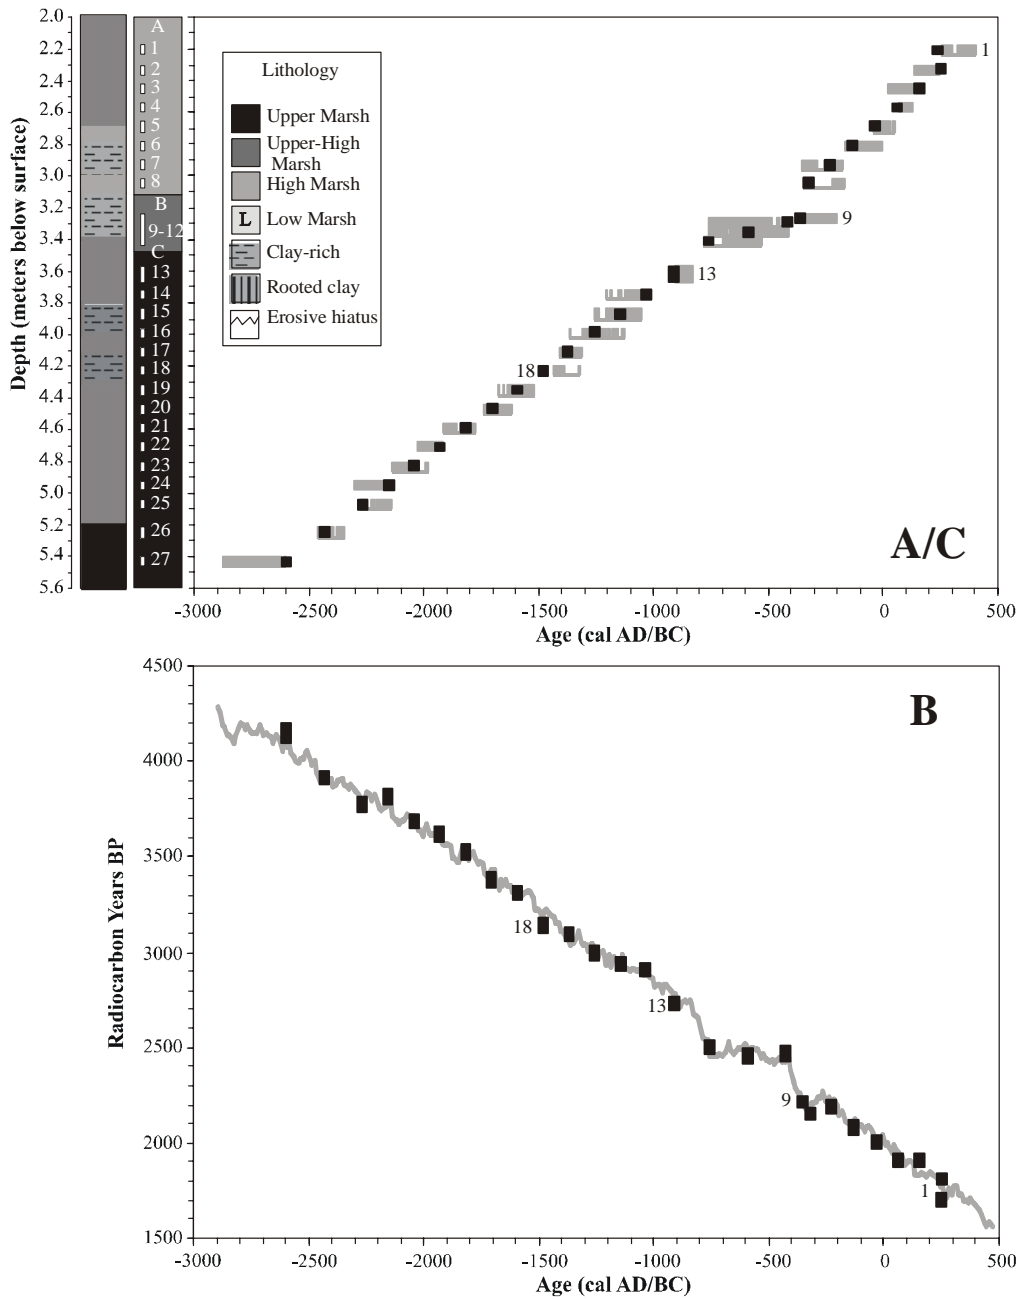 2.0
2.2
2.4
2.6
2.8
3.0
3.2
3.4
3.6
3.8
4.0
4.2
4.4
4.6
4.8
5.0
5.2
5.4
5.6
Depth (meters below surface)
A
1
2
3
4
5
6
7
8
B
9-12
C
13
14
15
16
17
18
19
20
21
22
23
24
25
26
27
Lithology
Upper Marsh
Upper-High
Marsh
High Marsh
L Low Marsh
Clay-rich
Rooted clay
Erosive hiatus
1
9
13
18
A/C
-3000 -2500 -2000 -1500 -1000 -500 0 500
Age (cal AD/BC)
4500
4000
3500
3000
2500
2000
1500
Radiocarbon Years BP
B
18
13
9
1
-3000 -2500 -2000 -1500 -1000 -500 0 500
Age (cal AD/BC)